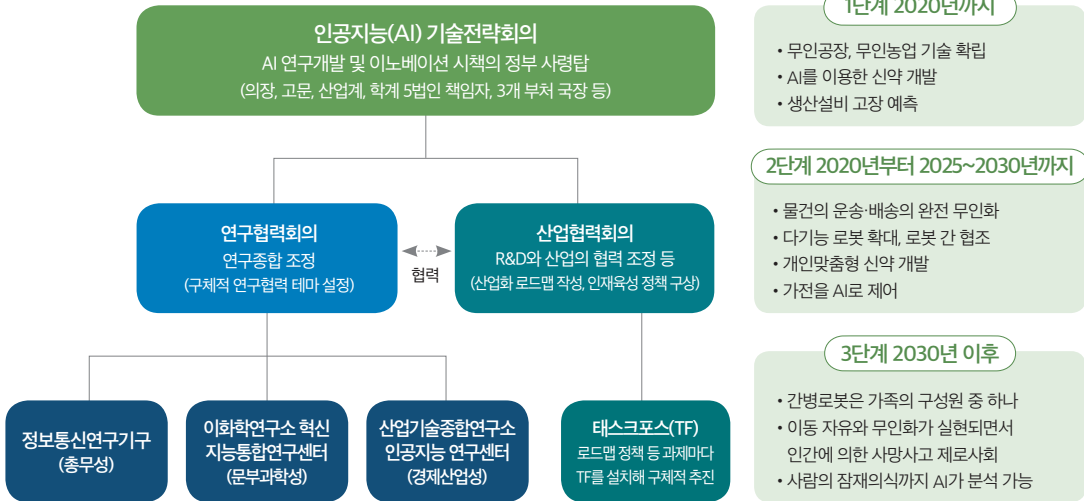 인공지능(AI) 기술전략회의
AI 연구개발 및 이노베이션 시책의 정부 사령탑
(의장, 고문, 산업계, 학계 5법인 책임자, 3개 부처 국장 등)
연구협력회의
연구종합 조정
(구체적 연구협력 테마 설정)
협력
산업협력회의
R&D와 산업의 협력 조정 등
(산업화 로드맵 작성, 인재육성 정책 구상)
정보통신연구기구
(총무성)
이화학연구소 혁신
지능통합연구센터
(문부과학성)
산업기술종합연구소
인공지능 연구센터
(경제산업성)
태스크포스(TF)
로드맵 정책 등 과제마다
TF를 설치해 구체적 추진
1단계 2020년까지
• 무인공장, 무인농업 기술 확립
• AI를 이용한 신약 개발
• 생산설비 고장 예측
2단계 2020년부터 2025~2030년까지
• 물건의 운송·배송의 완전 무인화
• 다기능 로봇 확대, 로봇 간 협조
• 개인맞춤형 신약 개발
• 가전을 AI로 제어
3단계 2030년 이후
• 간병로봇은 가족의 구성원 중 하나
• 이동 자유와 무인화가 실현되면서
인간에 의한 사망사고 제로사회
• 사람의 잠재의식까지 AI가 분석 가능